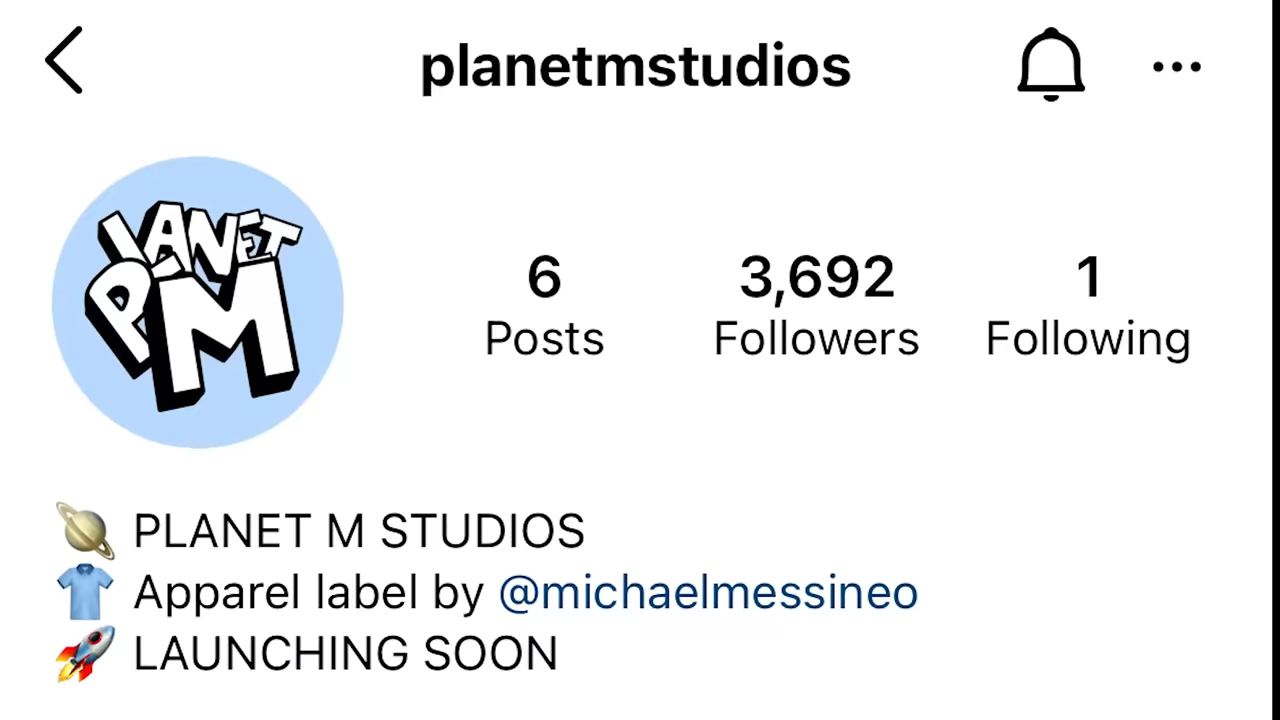 planetmstudios
PLANET
M
6
3,692
1
Posts
Followers
Following
PLANET M STUDIOS
Apparel label by @michaelmessineo
LAUNCHING SOON